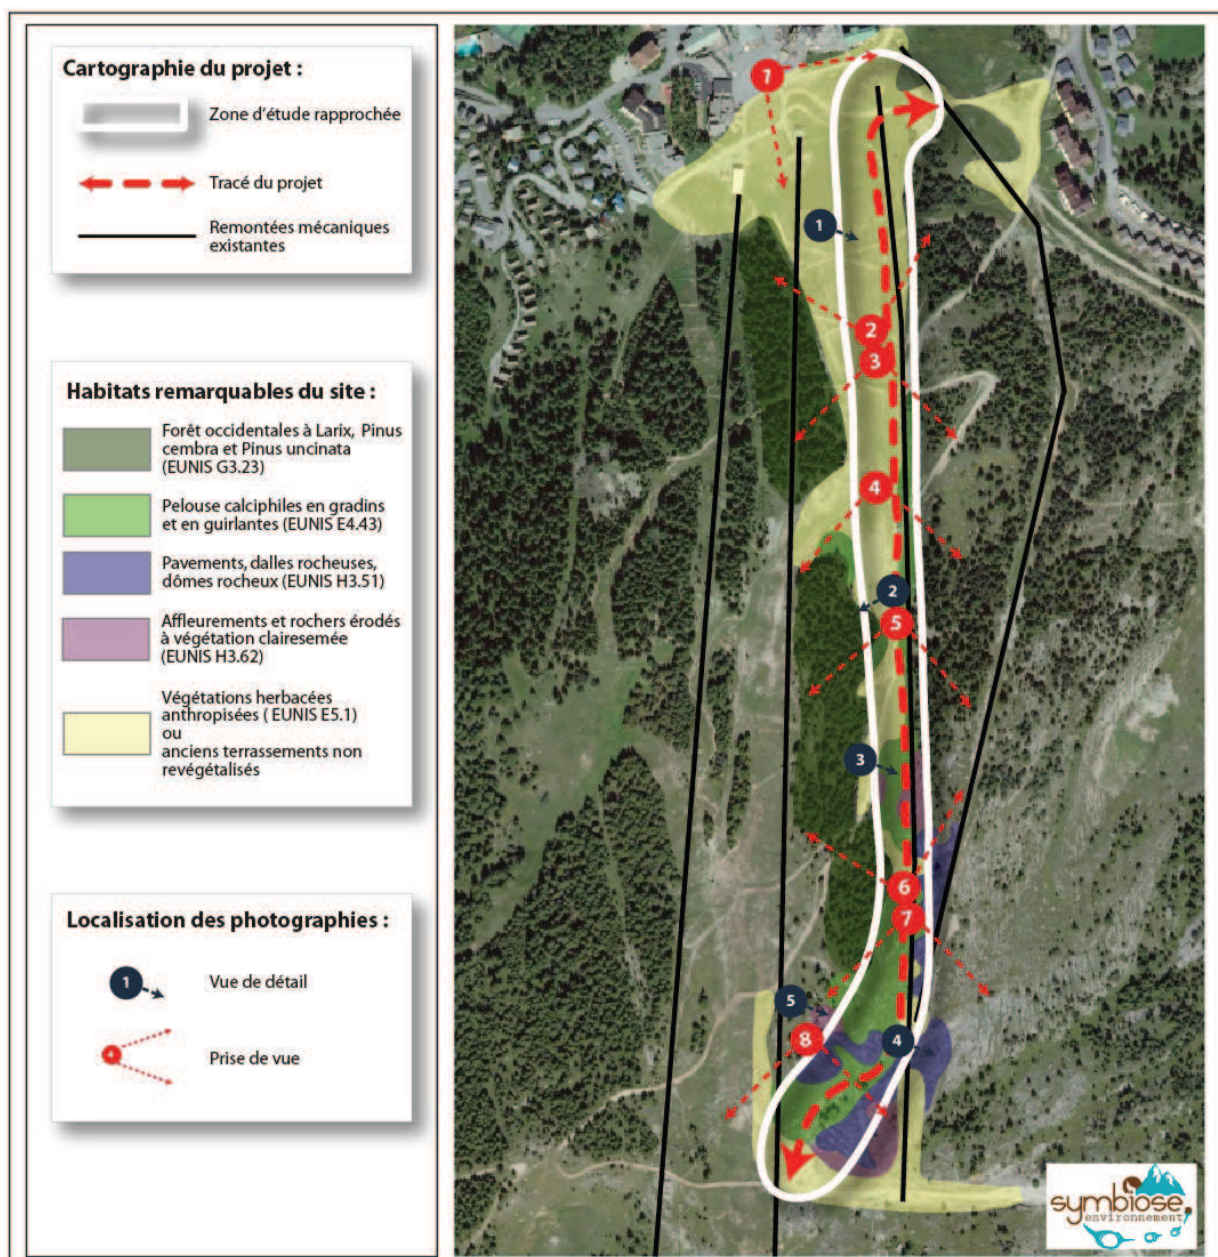 Cartographie du projet :
Zone d'étude rapprochée
Tracé du projet
Remontées mécaniques
existantes
Habitats remarquables du site :
Forêt occidentales à Larix, Pinus
cembra et Pinus uncinata
(EUNIS G3.23)
Pelouse calciphiles en gradins
et en guirlantes (EUNIS E4.43)
Pavements, dalles rocheuses,
dômes rocheux (EUNIS H3.51)
Affleurements et rochers érodés
à végétation clairesemée
(EUNIS H3.62)
Végétations herbacées
anthropisées ( EUNIS E5.1)
ou
anciens terrassements non
revégétalisés
Localisation des photographies :
1
Vue de détail
4
Prise de vue
1
1
2
3
4
2
5
3
6
7
5
8
4
symbiose
environnement